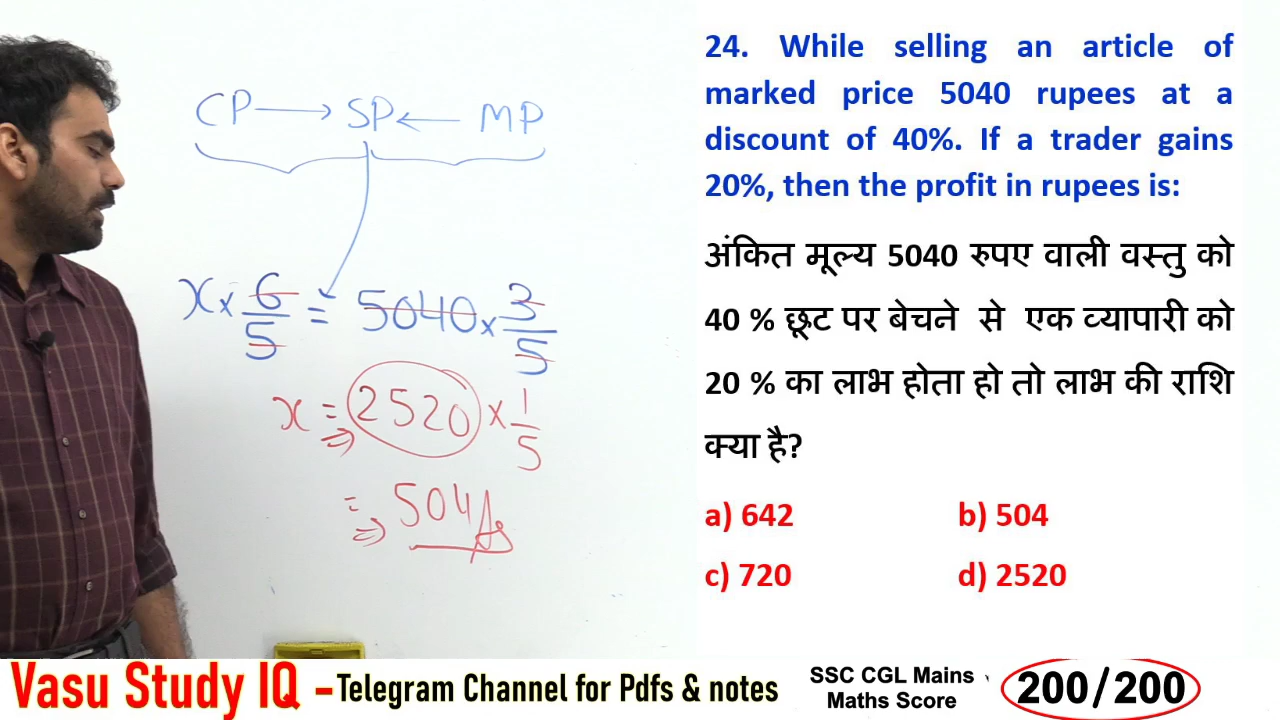 CP → SP ← MP
x × 6/5 = 5040 × 3/5
x = 2520 × 1/5
⇒
= 504 As
⇒
24. While selling an article of
marked price 5040 rupees at a
discount of 40%. If a trader gains
20%, then the profit in rupees is:
अंकित मूल्य 5040 रुपए वाली वस्तु को
40 % छूट पर बेचने से एक व्यापारी को
20 % का लाभ होता हो तो लाभ की राशि
क्या है?
a) 642 b) 504
c) 720 d) 2520
Vasu Study IQ – Telegram Channel for Pdfs & notes
SSC CGL Mains
Maths Score
200/200